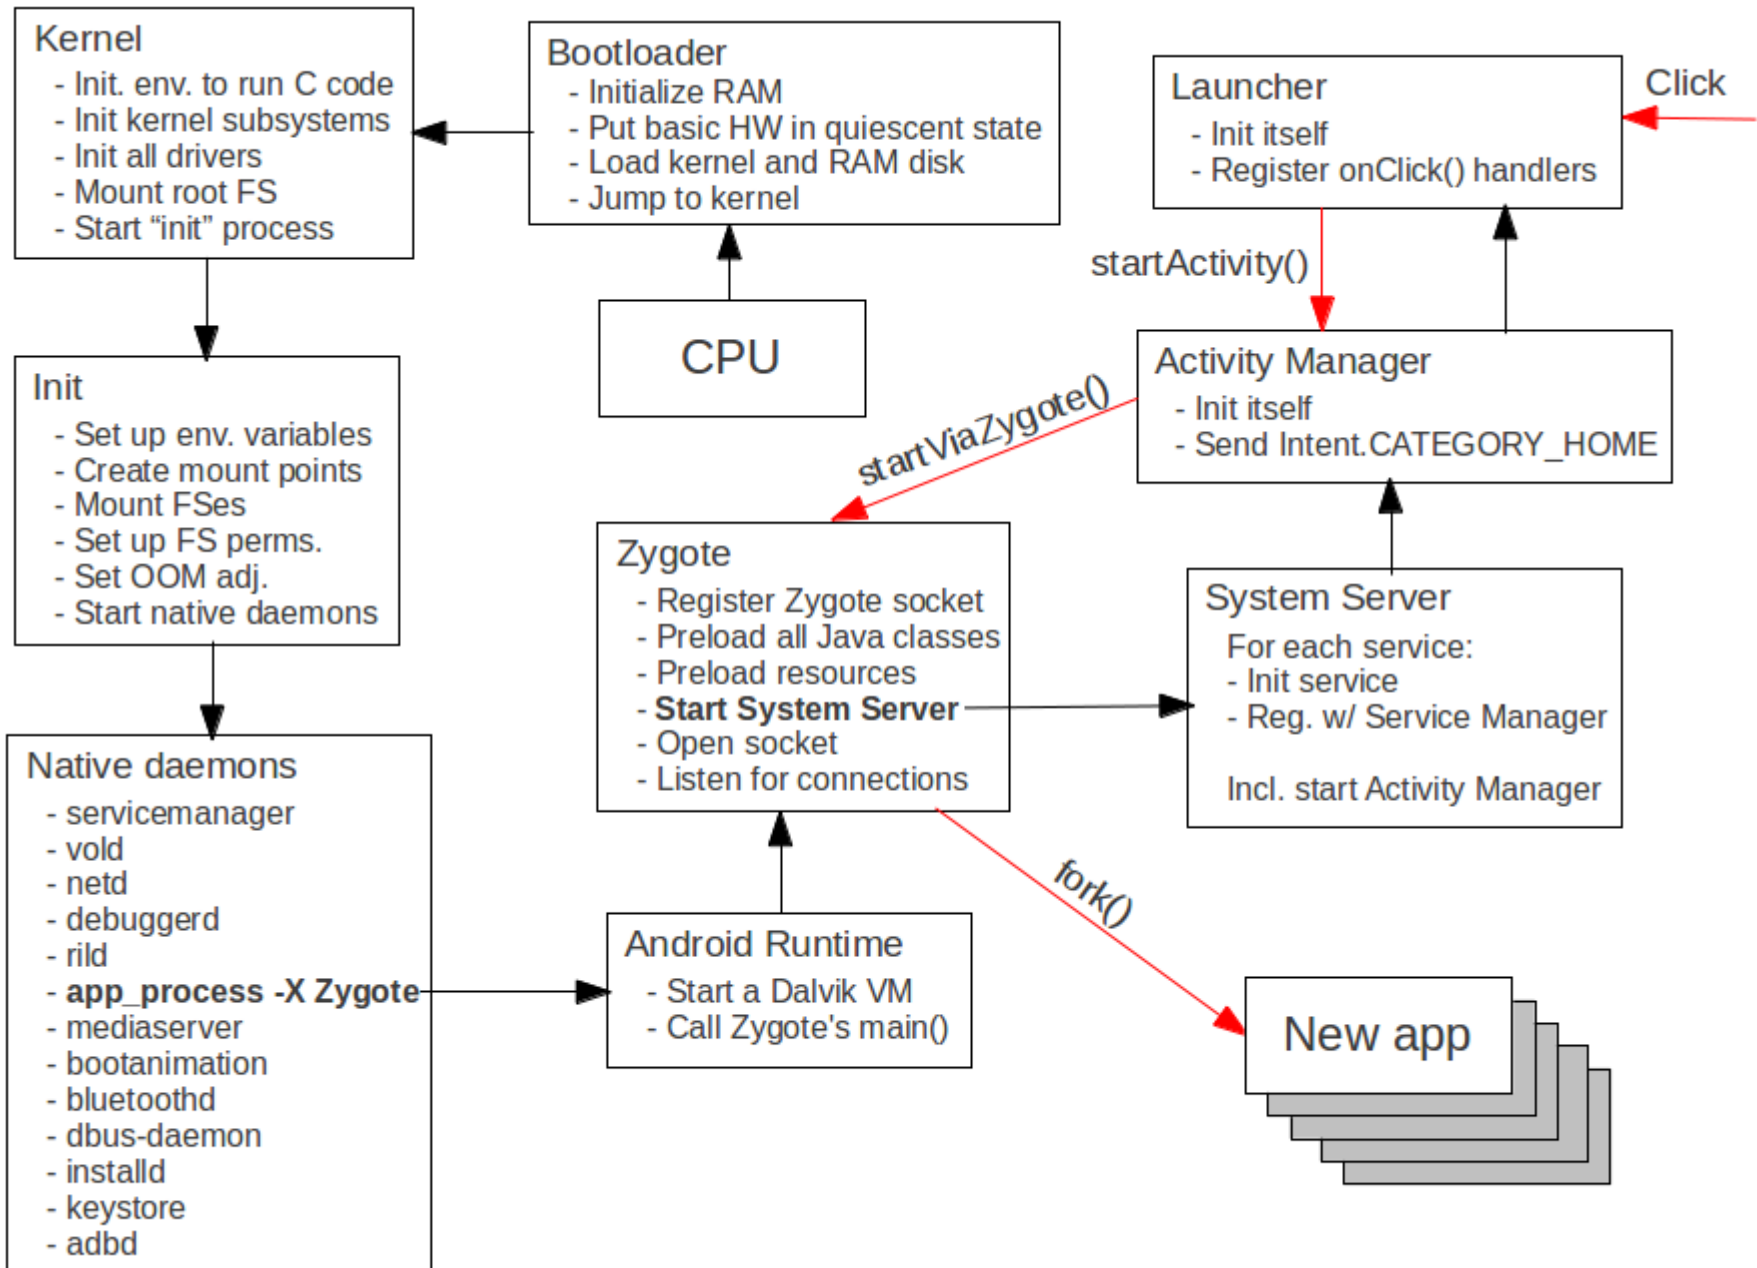 Kernel
- Init. env. to run C code
- Init kernel subsystems
- Init all drivers
- Mount root FS
- Start “init” process
Bootloader
- Initialize RAM
- Put basic HW in quiescent state
- Load kernel and RAM disk
- Jump to kernel
Launcher
- Init itself
- Register onClick() handlers
Click
CPU
startActivity()
Activity Manager
- Init itself
- Send Intent.CATEGORY_HOME
startViaZygote()
Init
- Set up env. variables
- Create mount points
- Mount FSes
- Set up FS perms.
- Set OOM adj.
- Start native daemons
Zygote
- Register Zygote socket
- Preload all Java classes
- Preload resources
- Start System Server
- Open socket
- Listen for connections
System Server
For each service:
- Init service
- Reg. w/ Service Manager
Incl. start Activity Manager
Native daemons
- servicemanager
- vold
- netd
- debuggerd
- rild
- app_process -X Zygote
- mediaserver
- bootanimation
- bluetoothd
- dbus-daemon
- installd
- keystore
- adbd
Android Runtime
- Start a Dalvik VM
- Call Zygote's main()
fork()
New app